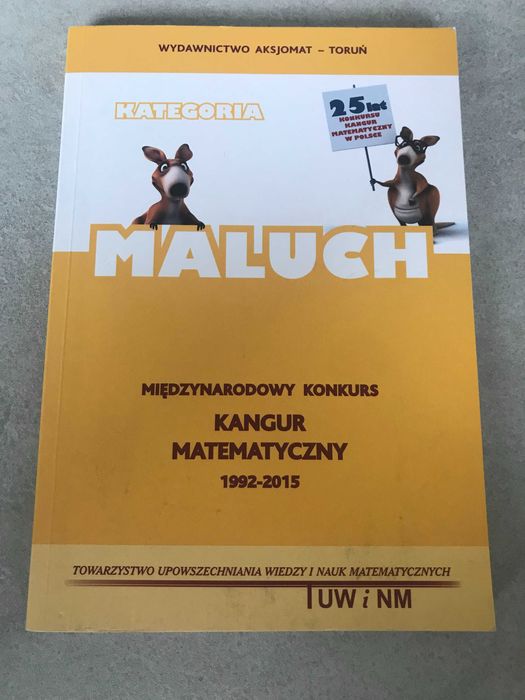 WYDAWNICTWO AKSJOMAT – TORUŃ
KATEGORIA
25 lat
KONKURSU
KANGUR
MATEMATYCZNY
W POLSCE
MALUCH
MIĘDZYNARODOWY KONKURS
KANGUR
MATEMATYCZNY
1992-2015
TOWARZYSTWO UPOWSZECHNIANIA WIEDZY I NAUK MATEMATYCZNYCH
TUW i NM